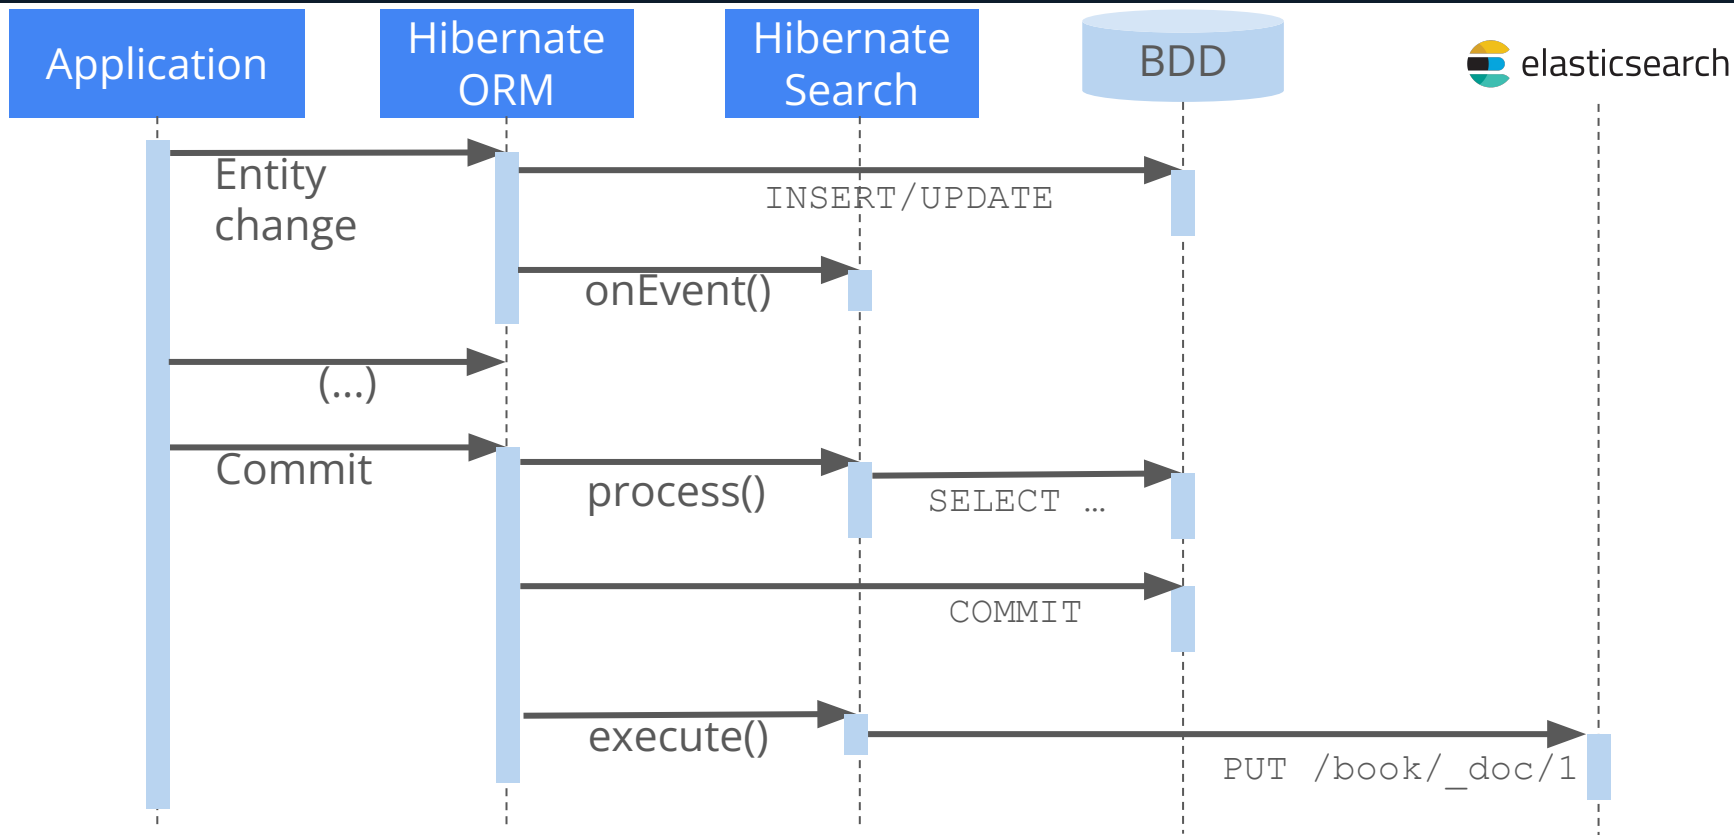 Application
Hibernate
ORM
Hibernate
Search
BDD
elasticsearch
Entity
change
INSERT/UPDATE
onEvent()
(...)
Commit
process()
SELECT …
COMMIT
execute()
PUT /book/_doc/1